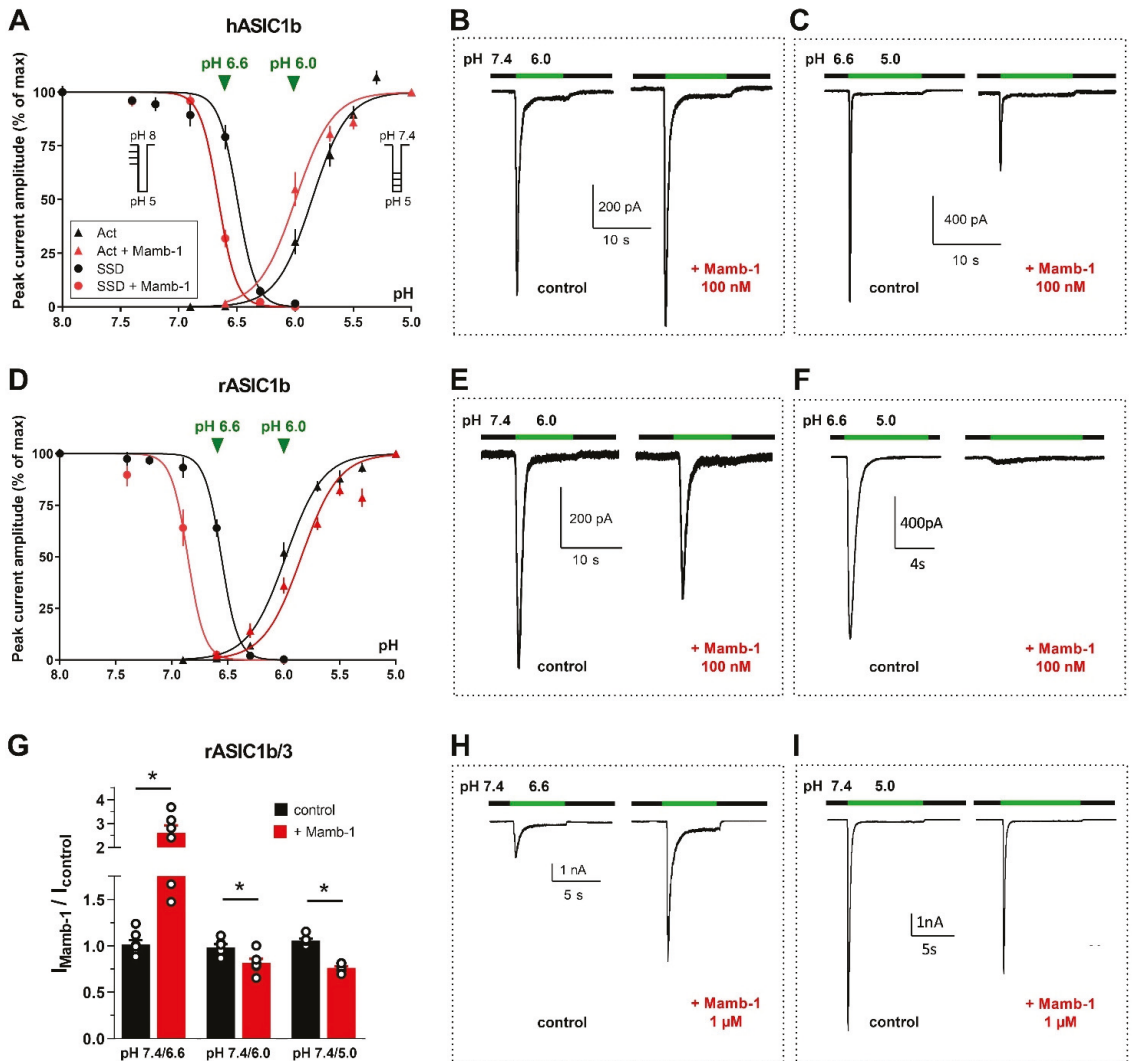 A
hASIC1b
pH 6.6
pH 6.0
Peak current amplitude (% of max)
100
75
50
25
0
pH 8
pH 5
pH 7.4
pH 5
Act
Act + Mamb-1
SSD
SSD + Mamb-1
pH
8.0 7.5 7.0 6.5 6.0 5.5 5.0
B
pH 7.4 6.0
200 pA
10 s
control
+ Mamb-1
100 nM
C
pH 6.6 5.0
400 pA
10 s
control
+ Mamb-1
100 nM
D
rASIC1b
pH 6.6
pH 6.0
Peak current amplitude (% of max)
100
75
50
25
0
pH
8.0 7.5 7.0 6.5 6.0 5.5 5.0
E
pH 7.4 6.0
200 pA
10 s
control
+ Mamb-1
100 nM
F
pH 6.6 5.0
400pA
4s
control
+ Mamb-1
100 nM
G
rASIC1b/3
IMamb-1 / Icontrol
4
3
2
1.5
1.0
0.5
0.0
*
*
*
control
+ Mamb-1
pH 7.4/6.6 pH 7.4/6.0 pH 7.4/5.0
H
pH 7.4 6.6
1 nA
5 s
control
+ Mamb-1
1 µM
I
pH 7.4 5.0
1nA
5s
control
+ Mamb-1
1 µM